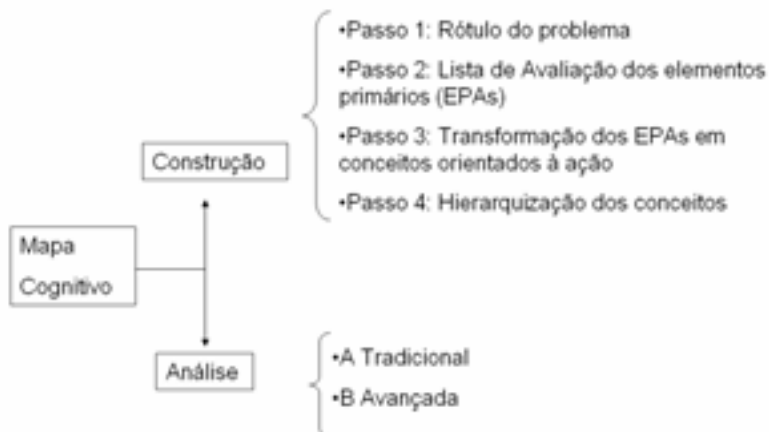 •Passo 1: Rótulo do problema
•Passo 2: Lista de Avaliação dos elementos
primários (EPAs)
•Passo 3: Transformação dos EPAs em
conceitos orientados à ação
•Passo 4: Hierarquização dos conceitos
Construção
Mapa
Cognitivo
Análise
•A Tradicional
•B Avançada